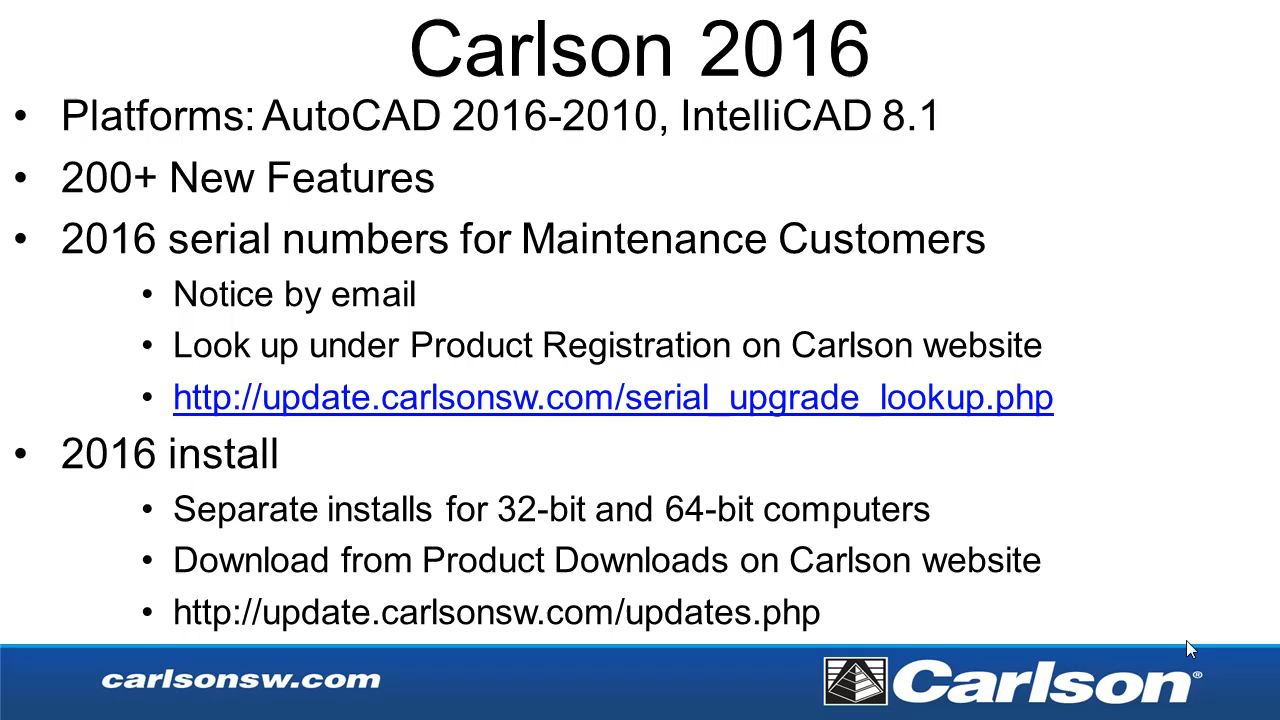 Carlson 2016
• Platforms: AutoCAD 2016-2010, IntelliCAD 8.1
• 200+ New Features
• 2016 serial numbers for Maintenance Customers
• Notice by email
• Look up under Product Registration on Carlson website
• http://update.carlsonsw.com/serial_upgrade_lookup.php
• 2016 install
• Separate installs for 32-bit and 64-bit computers
• Download from Product Downloads on Carlson website
• http://update.carlsonsw.com/updates.php
carlsonsw.com
Carlson®